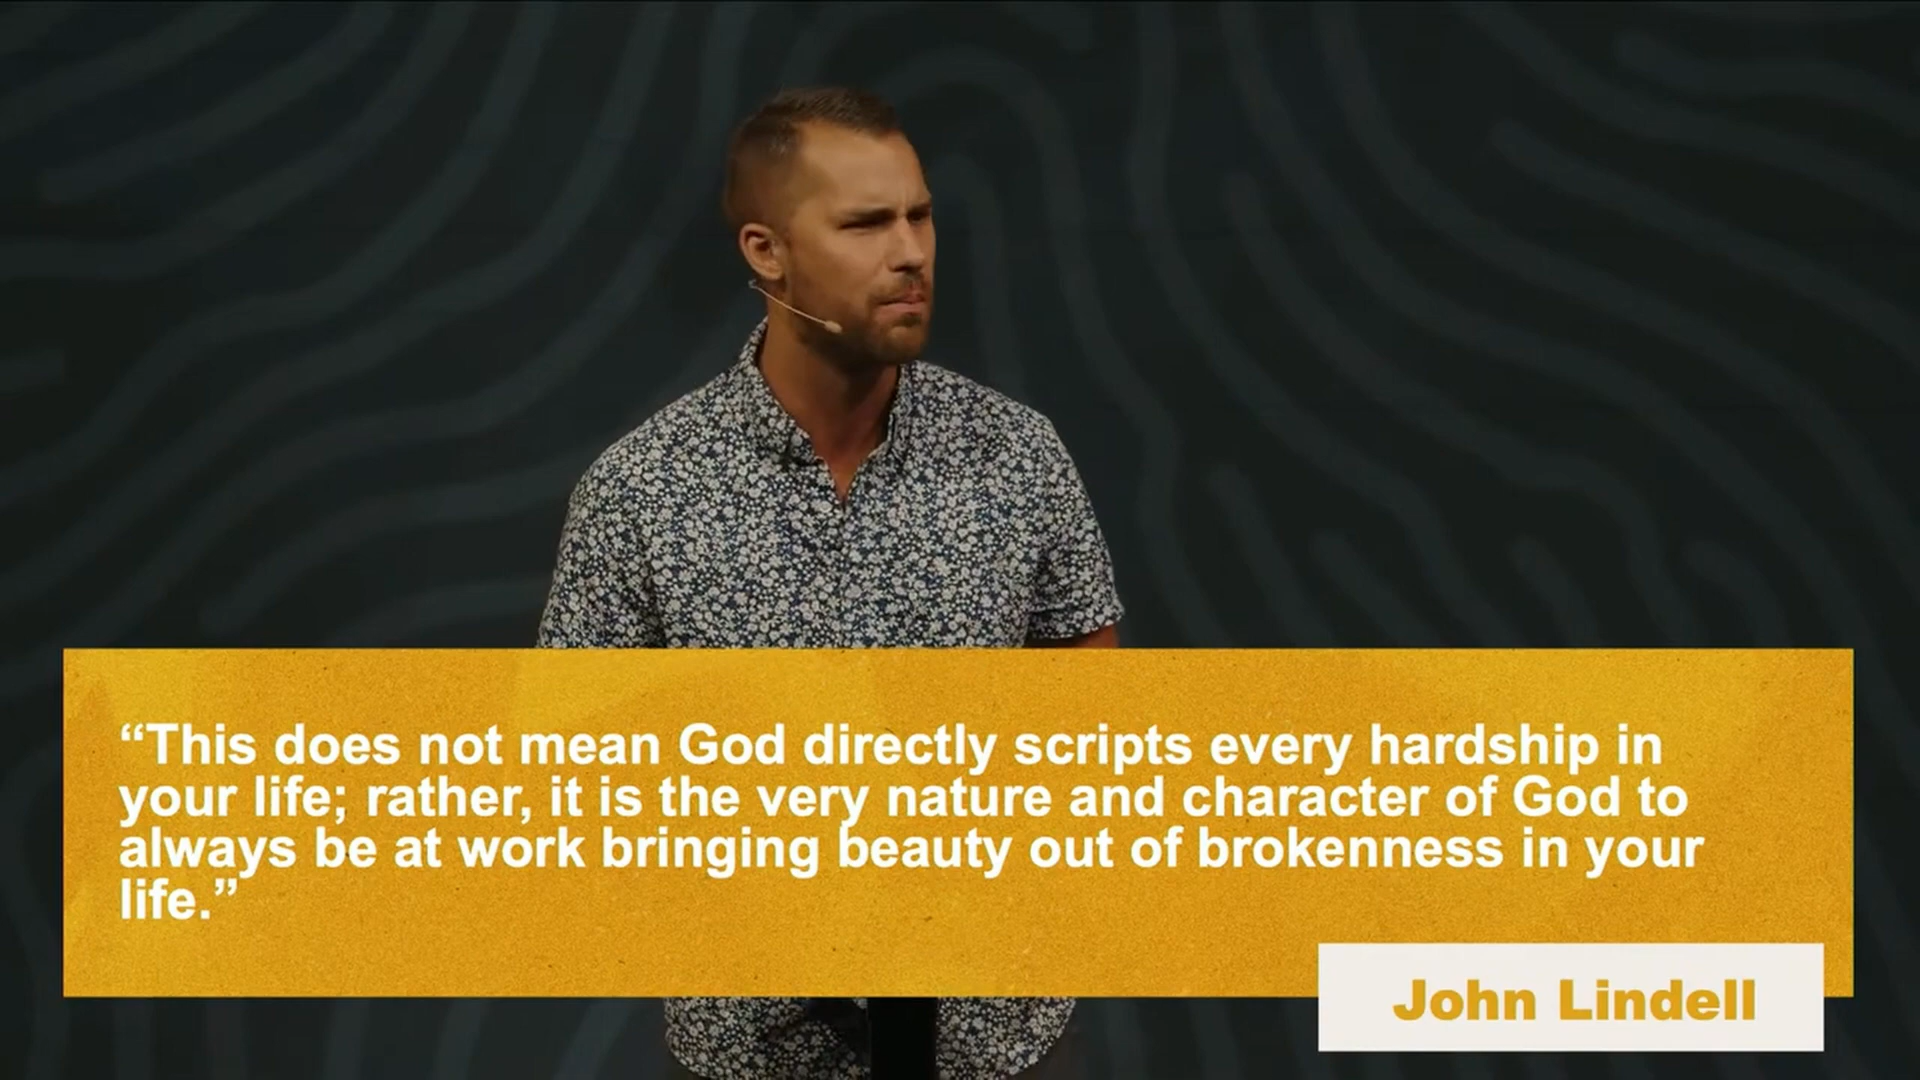 “This does not mean God directly scripts every hardship in
your life; rather, it is the very nature and character of God to
always be at work bringing beauty out of brokenness in your
life.”
John Lindell